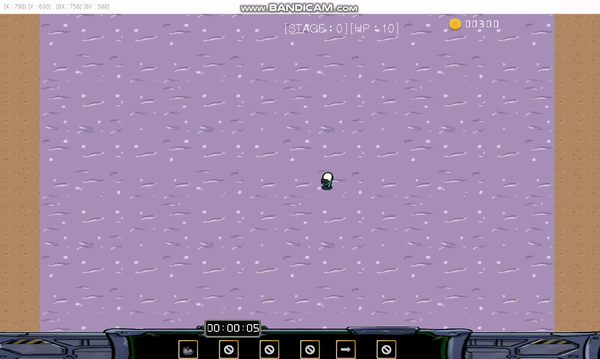 [X : 798] [Y : 630] : [BX : 756] [BY : 588]
www.BANDICAM.com
[STAGE : 0][HP : 10]
00300
00:00:05